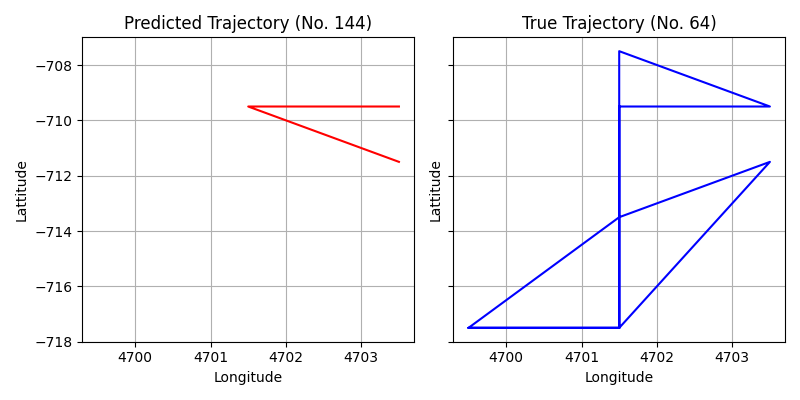 Predicted Trajectory (No. 144)
True Trajectory (No. 64)
Lattitude
−708
−710
−712
−714
−716
−718
4700
4701
4702
4703
Longitude
Lattitude
4700
4701
4702
4703
Longitude